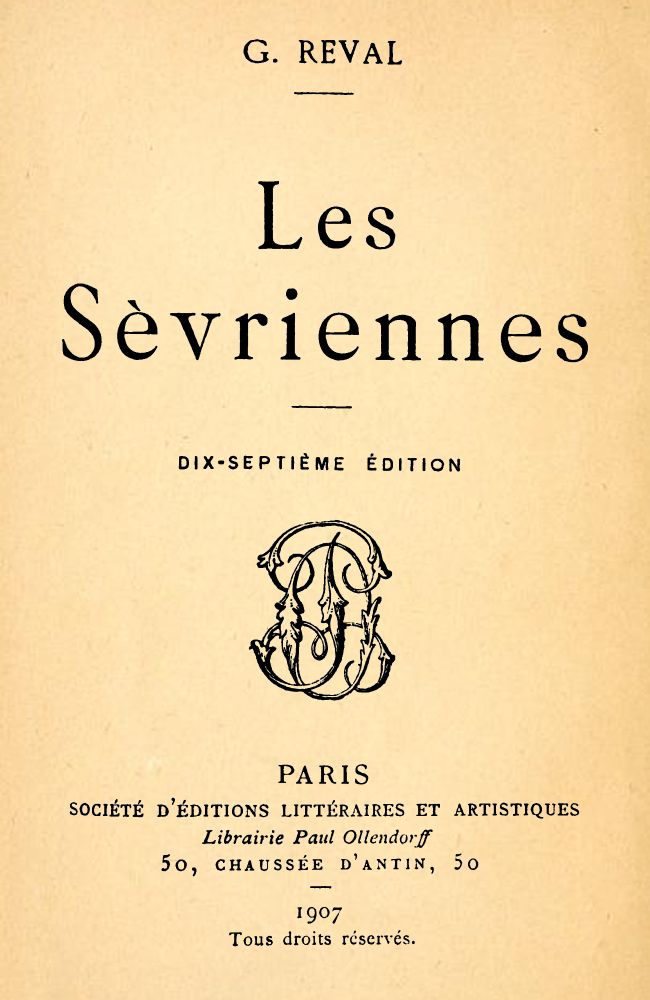 G. REVAL
Les
Sèvriennes
DIX-SEPTIÈME ÉDITION
PARIS
SOCIÉTÉ D'ÉDITIONS LITTÉRAIRES ET ARTISTIQUES
Librairie Paul Ollendorff
50, CHAUSSÉE D'ANTIN, 50
1907
Tous droits réservés.